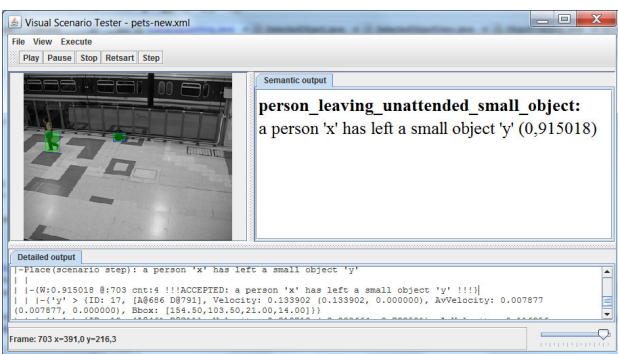 Visual Scenario Tester - pets-new.xml
File View Execute
Play Pause Stop Retsart Step
Semantic output
person_leaving_unattended_small_object:
a person 'x' has left a small object 'y' (0,915018)
Detailed output
|-Place(scenario step): a person 'x' has left a small object 'y'
| |
| |-(W:0.915018 @:703 cnt:4 !!!ACCEPTED: a person 'x' has left a small object 'y' !!!)
| | |-('y' > {ID: 17, [A@686 D@791], Velocity: 0.133902 (0.133902, 0.000000), AvVelocity: 0.007877
(0.007877, 0.000000), Bbox: [154.50,103.50,21.00,14.00]})
Frame: 703 x=391,0 y=216,3